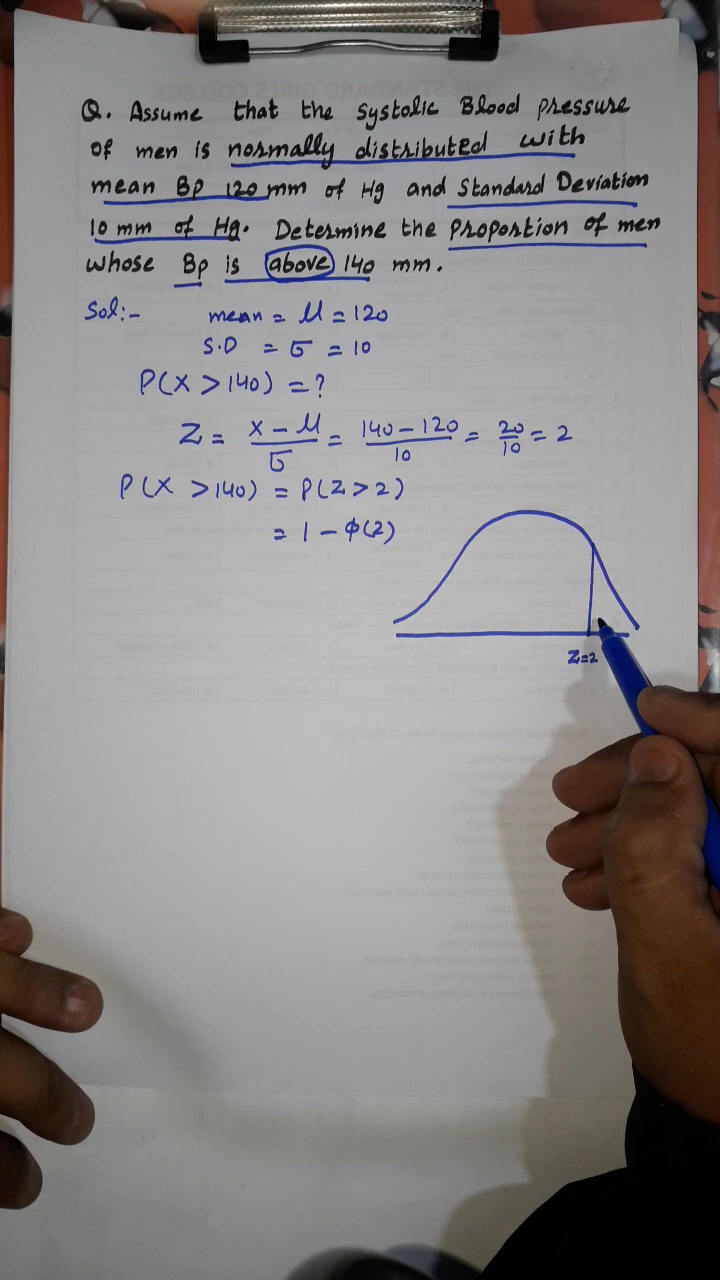 Q. Assume that the systolic Blood pressure
of men is normally distributed with
mean Bp 120 mm of Hg and Standard Deviation
10 mm of Hg. Determine the proportion of men
whose Bp is above 140 mm.
Sol:- mean = μ = 120
S.D = σ = 10
P(X > 140) = ?
Z = (X - μ)/σ = (140 - 120)/10 = 20/10 = 2
P(X > 140) = P(Z > 2)
= 1 - φ(2)
Z=2